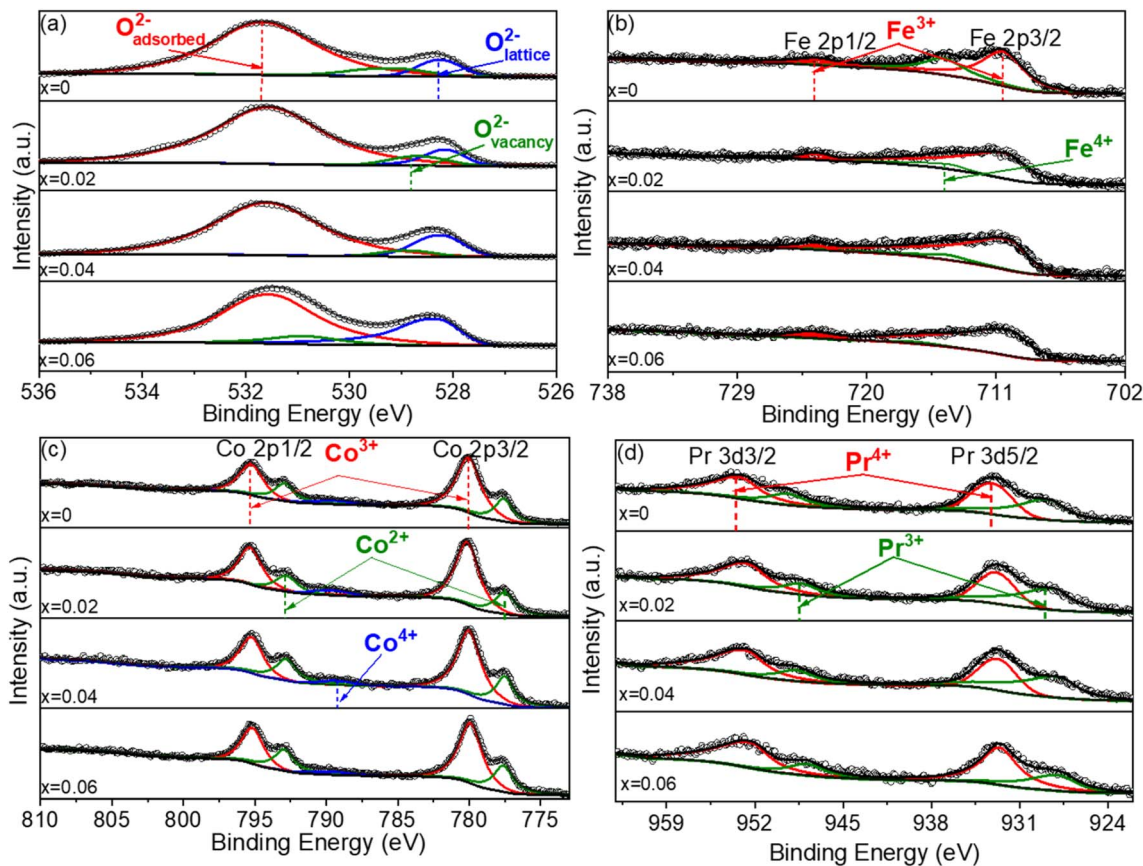 (a)
O2-adsorbed
O2-lattice
x=0
O2-vacancy
x=0.02
x=0.04
x=0.06
Intensity (a.u.)
536 534 532 530 528 526
Binding Energy (eV)
(b)
Fe 2p1/2 Fe3+ Fe 2p3/2
x=0
Fe4+
x=0.02
x=0.04
x=0.06
Intensity (a.u.)
738 729 720 711 702
Binding Energy (eV)
(c)
Co 2p1/2 Co3+ Co 2p3/2
x=0
Co2+
x=0.02
Co4+
x=0.04
x=0.06
Intensity (a.u.)
810 805 800 795 790 785 780 775
Binding Energy (eV)
(d)
Pr 3d3/2 Pr4+ Pr 3d5/2
x=0
Pr3+
x=0.02
x=0.04
x=0.06
Intensity (a.u.)
959 952 945 938 931 924
Binding Energy (eV)